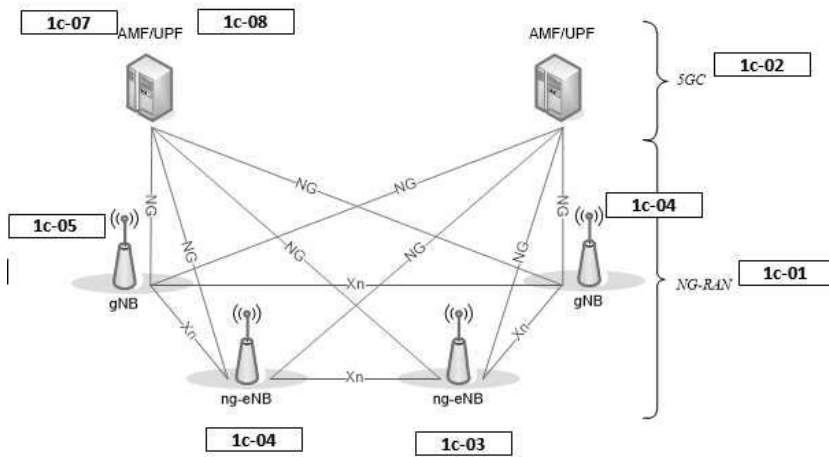 1c-07
1c-08
AMF/UPF
AMF/UPF
5GC
1c-02
NG
NG
NG
NG
1c-05
1c-04
NG
NG
NG
NG
Xn
NG-RAN
1c-01
gNB
gNB
Xn
Xn
Xn
ng-eNB
ng-eNB
1c-04
1c-03